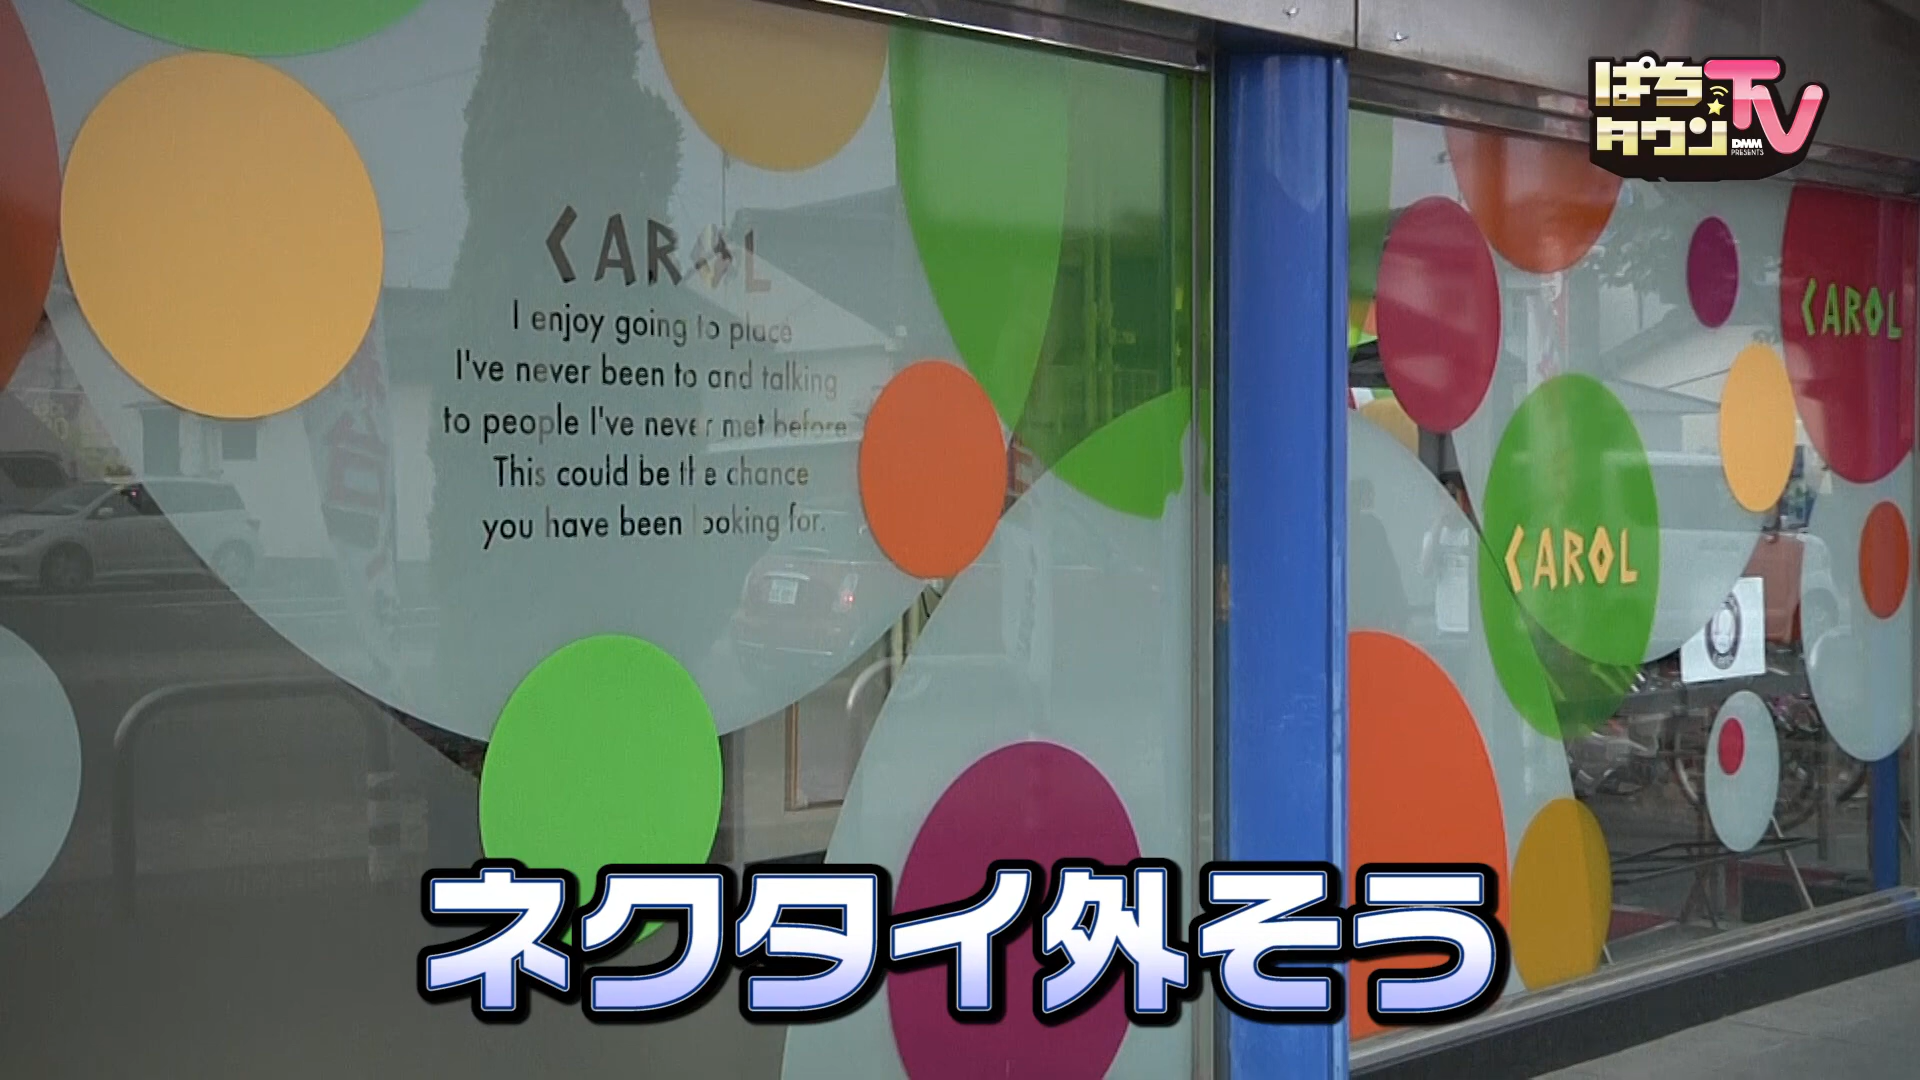 ぱち
タウン
TV
DMM
PRESENTS
CAROL
I enjoy going to place
I've never been to and talking
to people I've never met before
This could be the chance
you have been looking for.
CAROL
CAROL
ネクタイ外そう